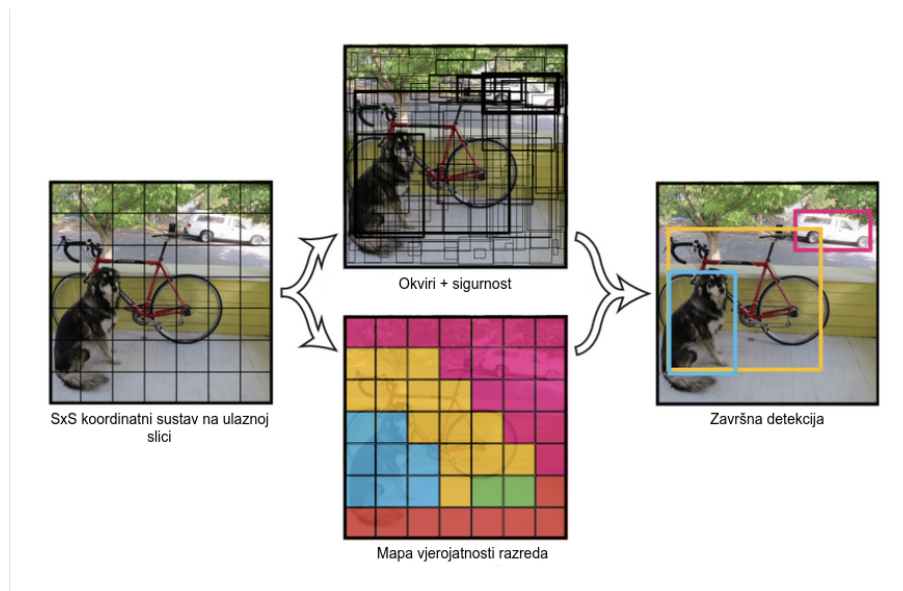 Okviri + sigurnost
SxS koordinatni sustav na ulaznoj
slici
Završna detekcija
Mapa vjerojatnosti razreda